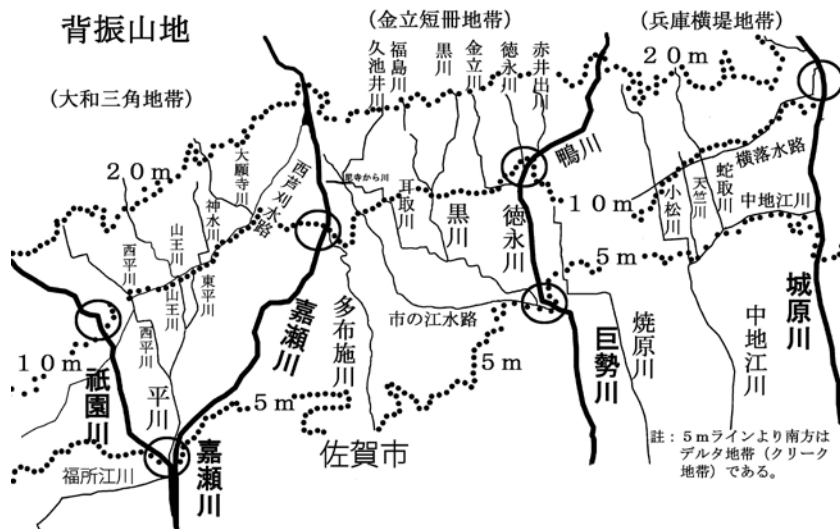 背振山地
(金立短冊地帯)
(兵庫横堤地帯)
(大和三角地帯)
久池井川
福島川
黒川
金立川
徳永川
赤井出川
20m
20m
大願寺川
神水川
山王川
西平川
西芦刈水路
尼寺から川
耳取川
黒川
徳永川
鴨川
横落水路
蛇取川
天竺川
小松川
中地江川
10m
5m
東平川
山王川
西平川
平川
嘉瀬川
多布施川
市の江水路
5m
巨勢川
焼原川
中地江川
城原川
10m
祇園川
5m
嘉瀬川
佐賀市
福所江川
註：5mラインより南方は
デルタ地帯（クリーク
地帯）である。